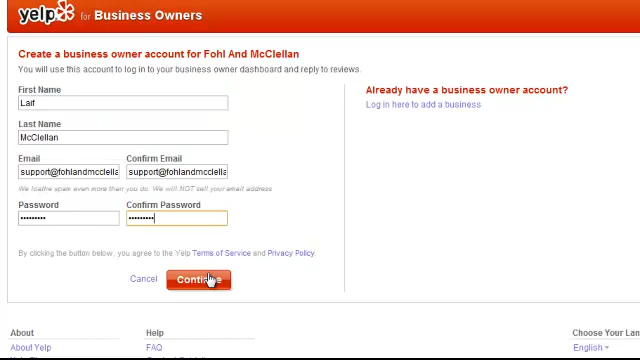 yelp for Business Owners
Create a business owner account for Fohl And McClellan
You will use this account to log in to your business owner dashboard and reply to reviews.
First Name
Laif
Last Name
McClellan
Email Confirm Email
support@fohlandmcclella support@fohlandmcclella
We loathe spam even more than you do. We will NOT sell your email address
Password Confirm Password
••••••••• •••••••••
By clicking the button below, you agree to the Yelp Terms of Service and Privacy Policy.
Cancel Continue
Already have a business owner account?
Log in here to add a business
About Help Choose Your Lan
About Yelp FAQ English